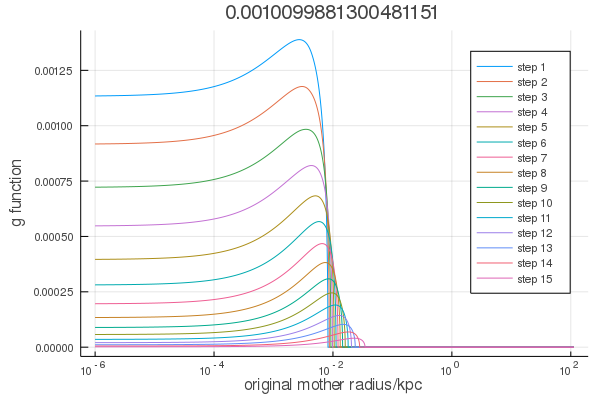 0.0010099881300481151
0.00125
0.00100
0.00075
0.00050
0.00025
0.00000
g function
10⁻⁶
10⁻⁴
10⁻²
10⁰
10²
original mother radius/kpc
step 1
step 2
step 3
step 4
step 5
step 6
step 7
step 8
step 9
step 10
step 11
step 12
step 13
step 14
step 15